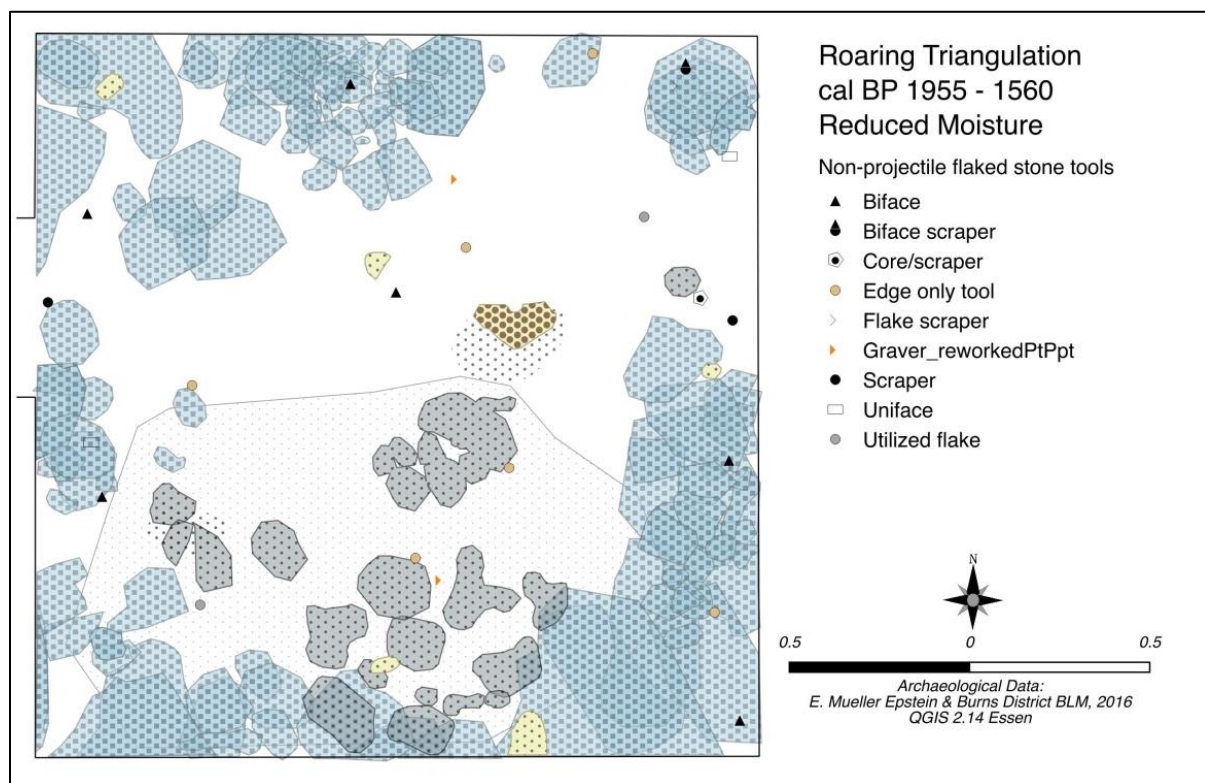 Roaring Triangulation
cal BP 1955 - 1560
Reduced Moisture
Non-projectile flaked stone tools
Biface
Biface scraper
Core/scraper
Edge only tool
Flake scraper
Graver_reworkedPtPpt
Scraper
Uniface
Utilized flake
N
0.5 0 0.5
Archaeological Data:
E. Mueller Epstein & Burns District BLM, 2016
QGIS 2.14 Essen